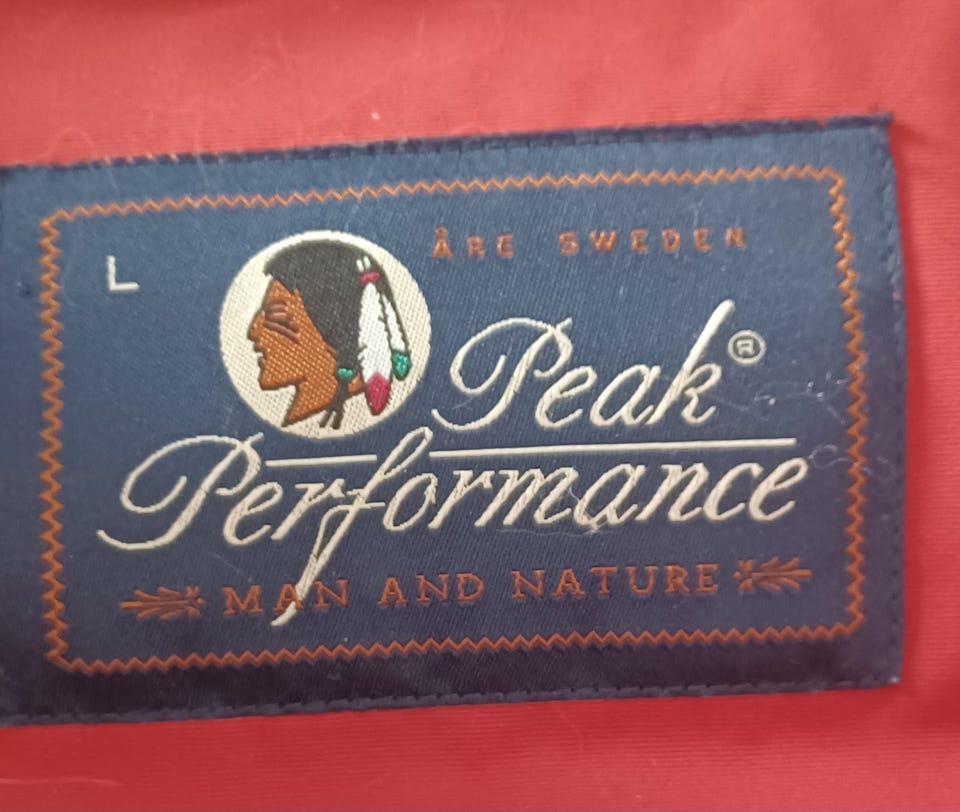 L
ÅRE SWEDEN
Peak®
Performance
MAN AND NATURE